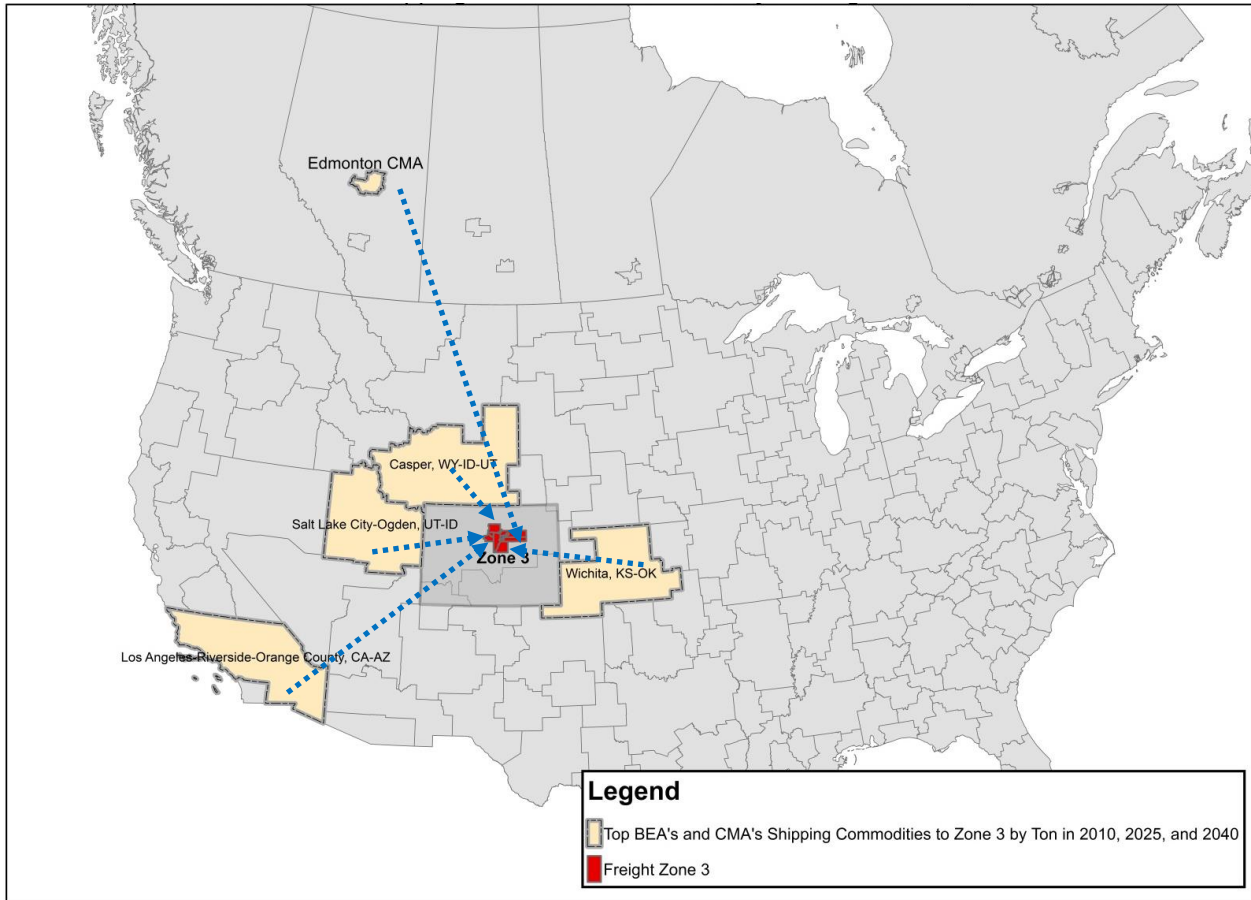 Edmonton CMA
Casper, WY-ID-UT
Salt Lake City-Ogden, UT-ID
Zone 3
Wichita, KS-OK
Los Angeles-Riverside-Orange County, CA-AZ
Legend
Top BEA's and CMA's Shipping Commodities to Zone 3 by Ton in 2010, 2025, and 2040
Freight Zone 3